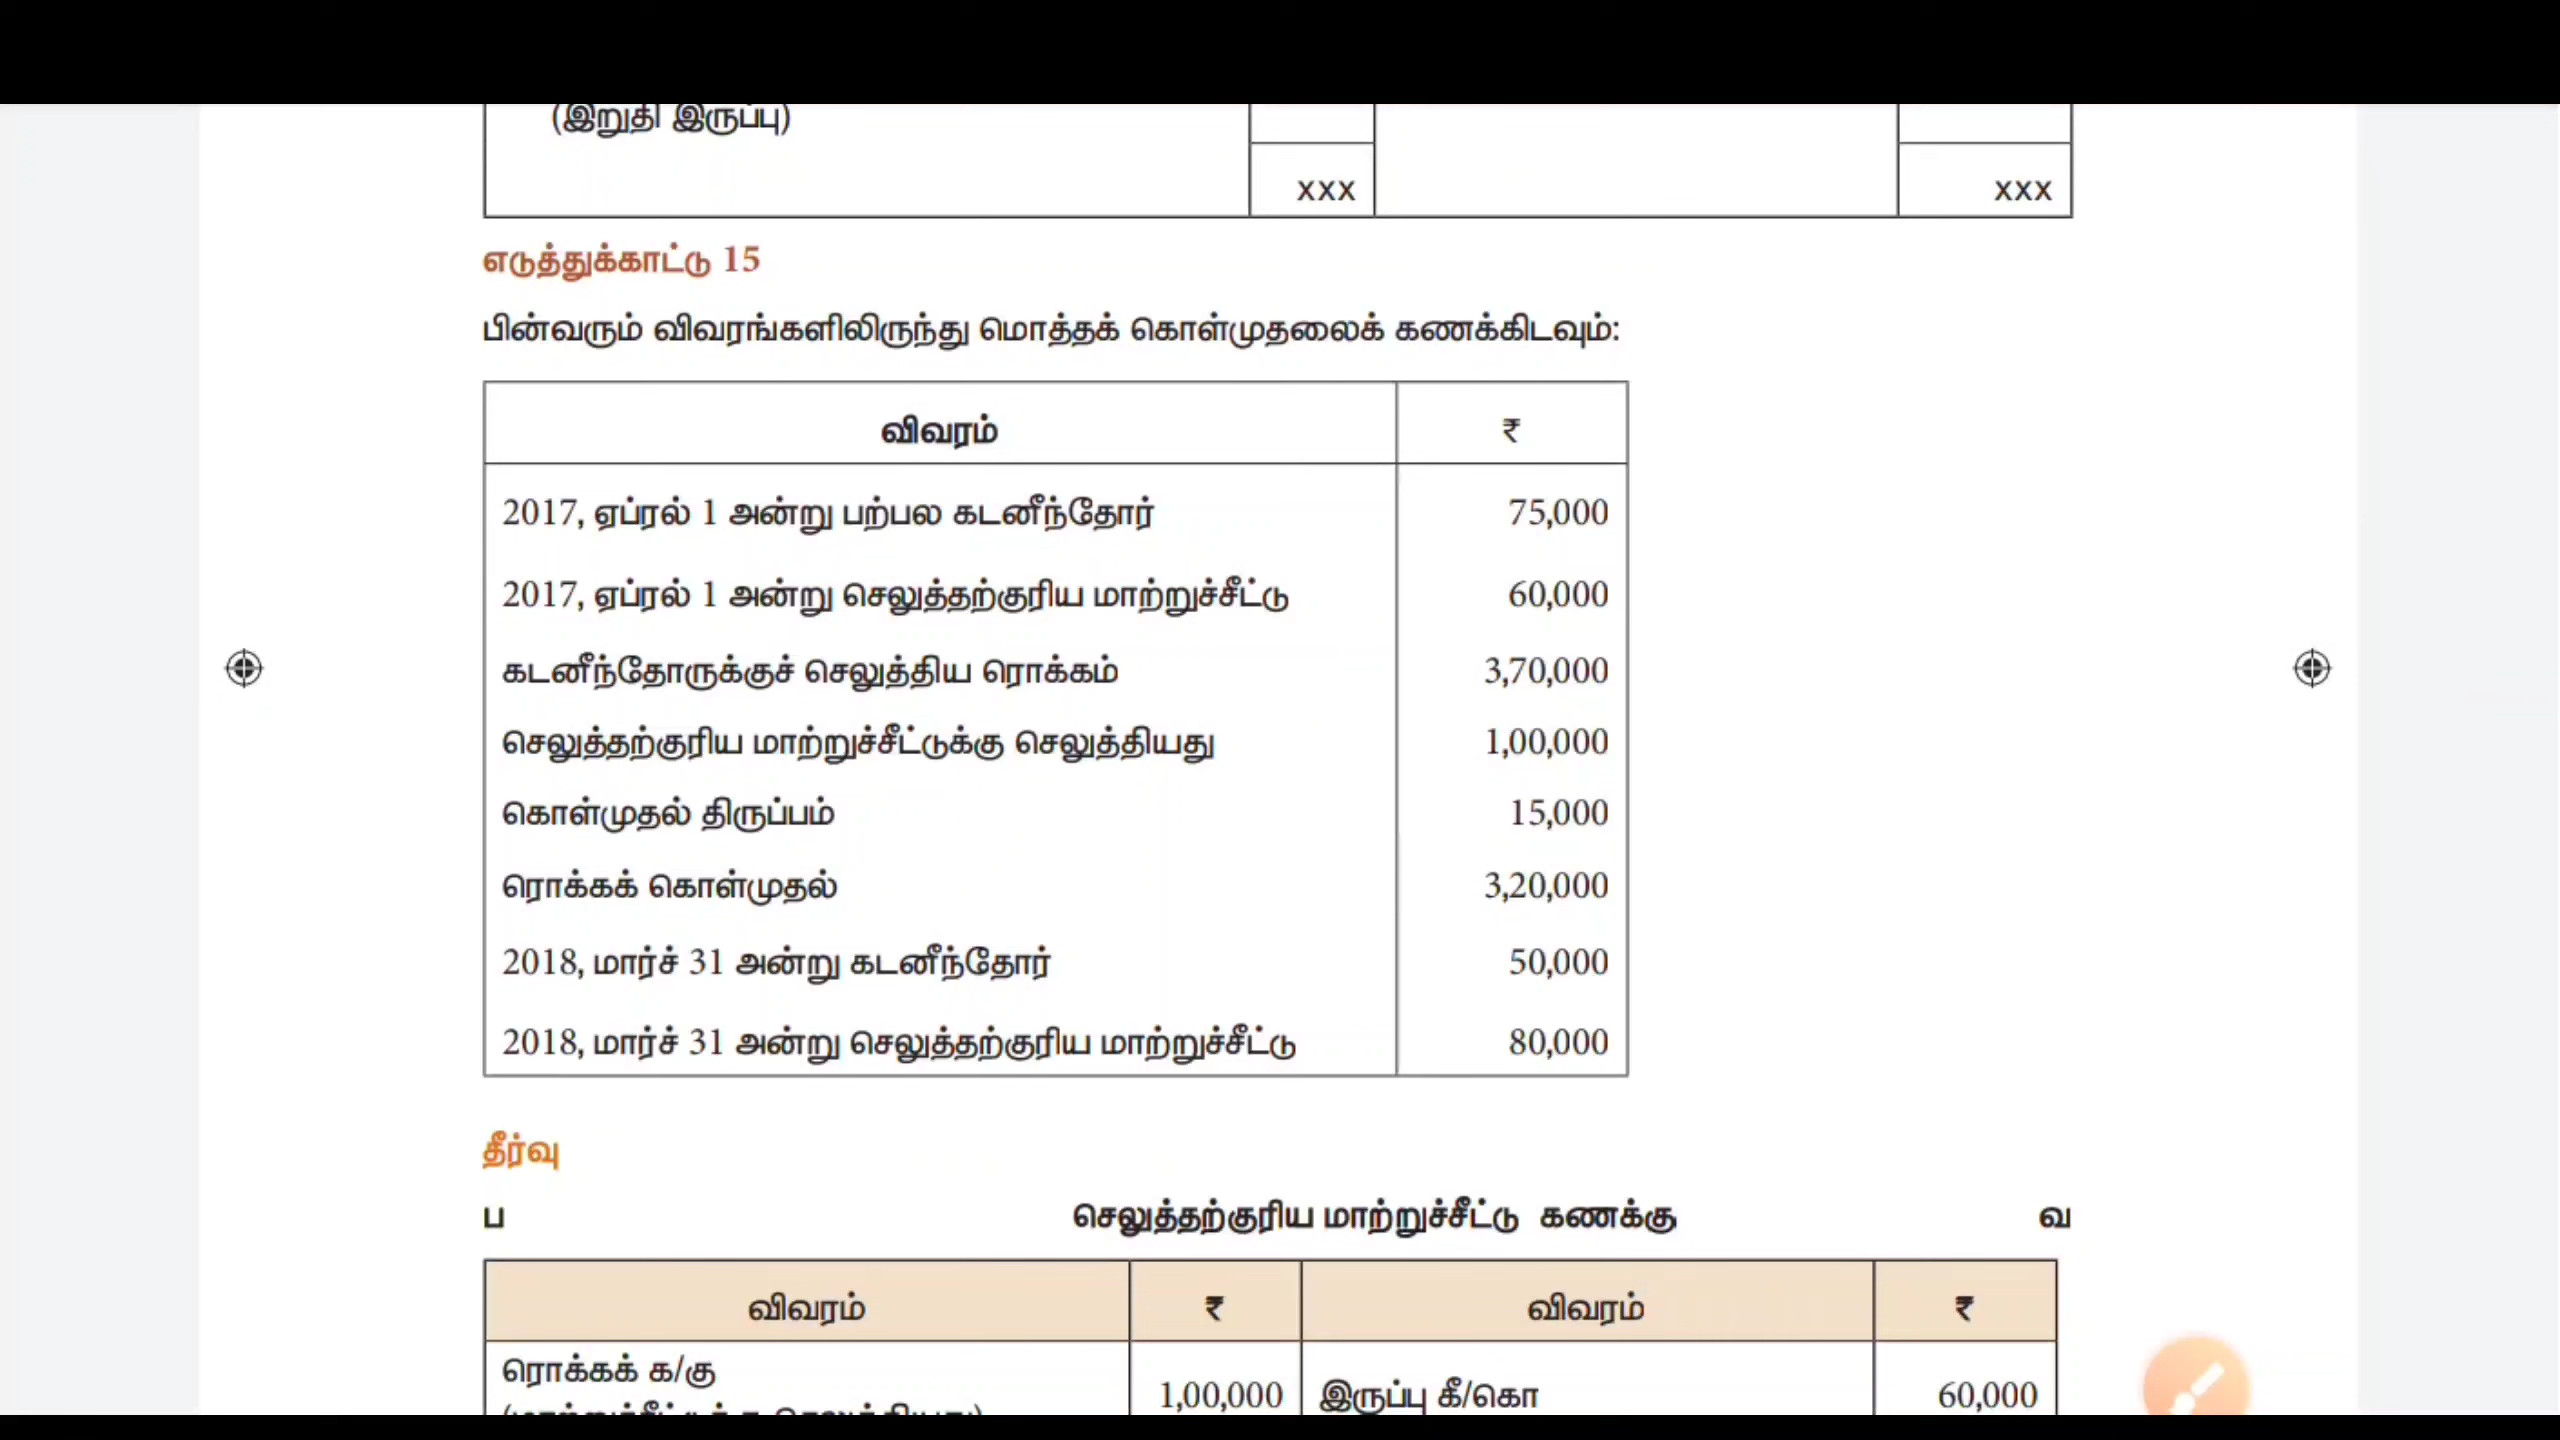 (இறுதி இருப்பு)
xxx xxx
எடுத்துக்காட்டு 15
பின்வரும் விவரங்களிலிருந்து மொத்தக் கொள்முதலைக் கணக்கிடவும்:
விவரம் ₹
2017, ஏப்ரல் 1 அன்று பற்பல கடனீந்தோர் 75,000
2017, ஏப்ரல் 1 அன்று செலுத்தற்குரிய மாற்றுச்சீட்டு 60,000
கடனீந்தோருக்குச் செலுத்திய ரொக்கம் 3,70,000
செலுத்தற்குரிய மாற்றுச்சீட்டுக்கு செலுத்தியது 1,00,000
கொள்முதல் திருப்பம் 15,000
ரொக்கக் கொள்முதல் 3,20,000
2018, மார்ச் 31 அன்று கடனீந்தோர் 50,000
2018, மார்ச் 31 அன்று செலுத்தற்குரிய மாற்றுச்சீட்டு 80,000
தீர்வு
ப செலுத்தற்குரிய மாற்றுச்சீட்டு கணக்கு வ
விவரம் ₹ விவரம் ₹
ரொக்கக் க/கு
1,00,000 இருப்பு கீ/கொ 60,000